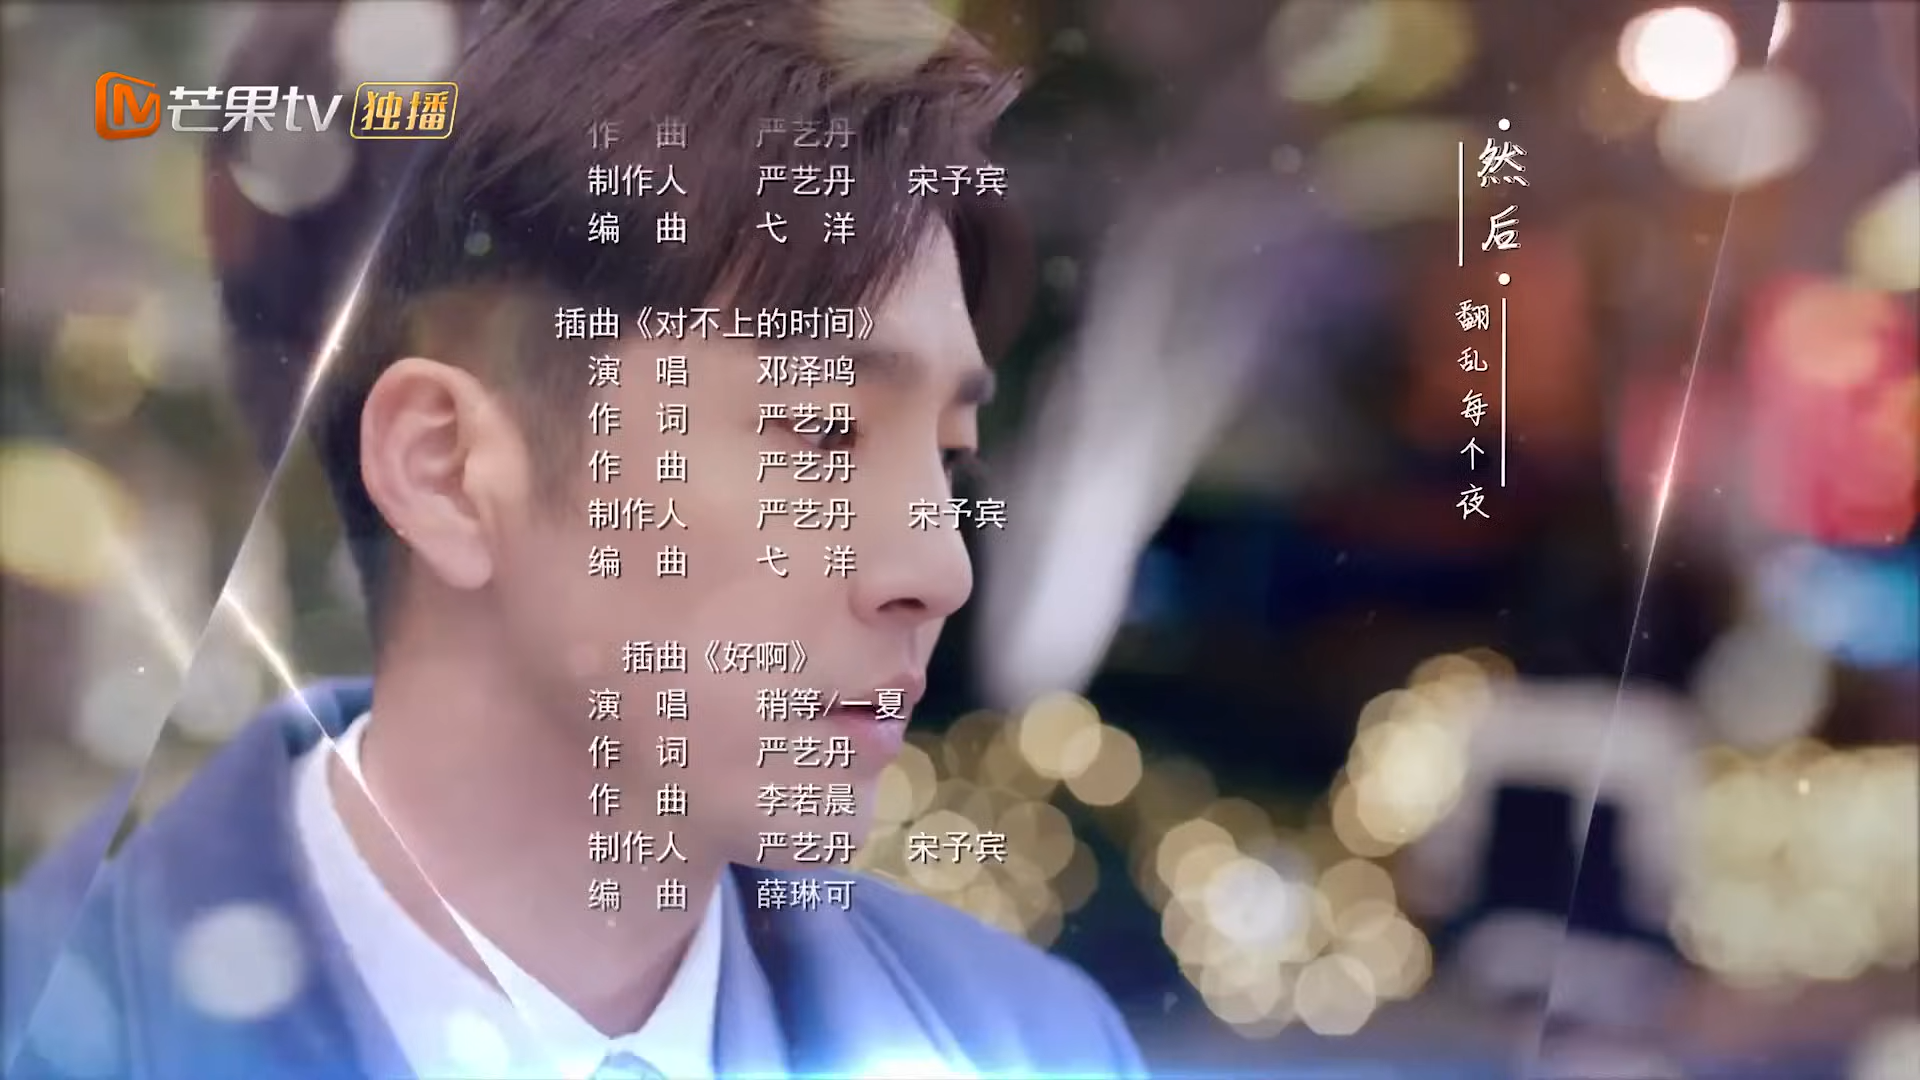 芒果tv 独播
作 曲 严艺丹
制作人 严艺丹 宋予宾
编 曲 弋 洋
插曲《对不上的时间》
演 唱 邓泽鸣
作 词 严艺丹
作 曲 严艺丹
制作人 严艺丹 宋予宾
编 曲 弋 洋
插曲《好啊》
演 唱 稍等/一夏
作 词 严艺丹
作 曲 李若晨
制作人 严艺丹 宋予宾
编 曲 薛琳可
然后
翻乱每个夜